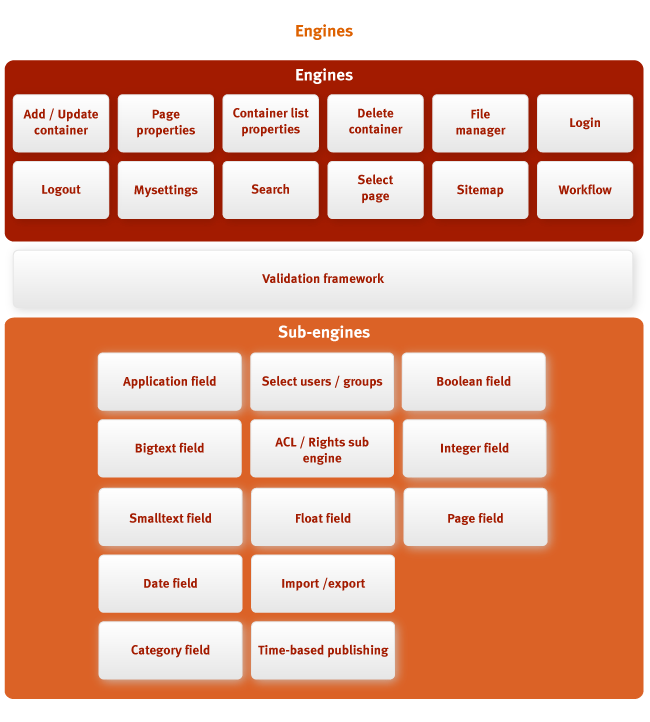 Engines
Engines
Add / Update
container
Page
properties
Container list
properties
Delete
container
File
manager
Login
Logout
Mysettings
Search
Select
page
Sitemap
Workflow
Validation framework
Sub-engines
Application field
Select users / groups
Boolean field
Bigtext field
ACL / Rights sub
engine
Integer field
Smalltext field
Float field
Page field
Date field
Import /export
Category field
Time-based publishing